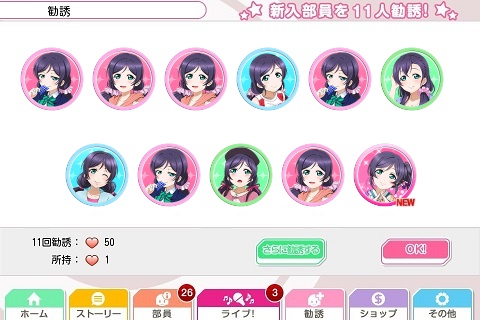 勧誘
新入部員を11人勧誘!
NEW
11回勧誘: 50
所持: 1
さらに勧誘する
OK!
26
3
ホーム
ストーリー
部員
ライブ!
勧誘
ショップ
その他